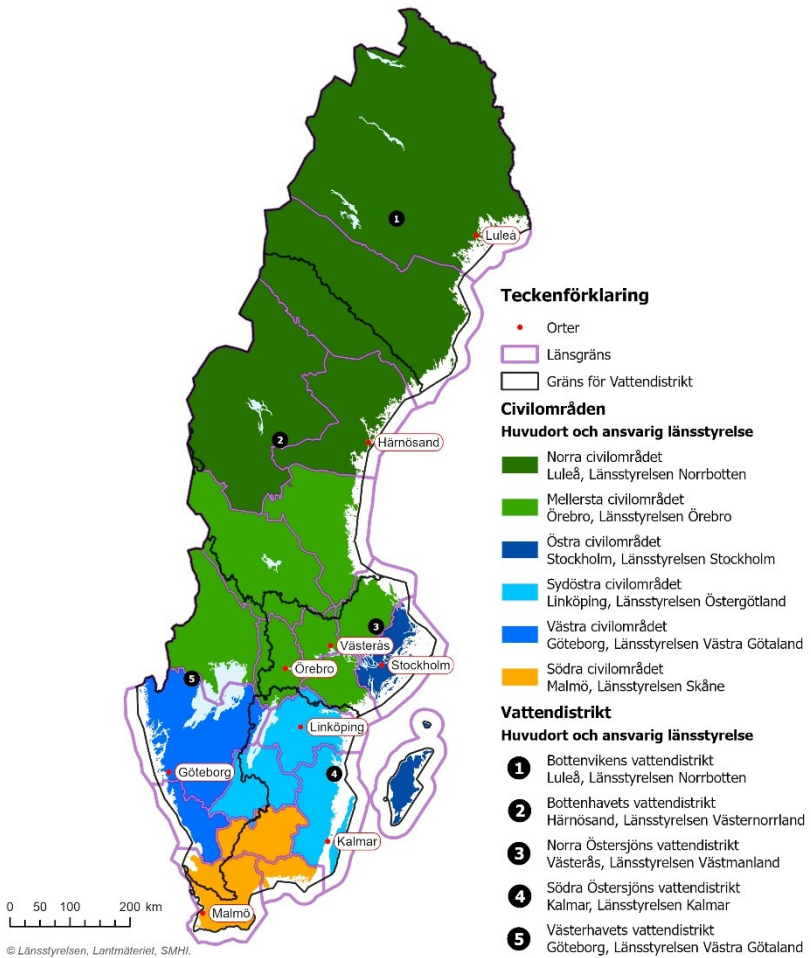 1
Luleå
2
Härnösand
3
Västerås
Stockholm
Örebro
5
Linköping
Göteborg
4
Kalmar
Malmö
0 50 100 200 km
© Länsstyrelsen, Lantmäteriet, SMHI.
Teckenförklaring
Orter
Länsgräns
Gräns för Vattendistrikt
Civilområden
Huvudort och ansvarig länsstyrelse
Norra civilområdet
Luleå, Länsstyrelsen Norrbotten
Mellersta civilområdet
Örebro, Länsstyrelsen Örebro
Östra civilområdet
Stockholm, Länsstyrelsen Stockholm
Sydöstra civilområdet
Linköping, Länsstyrelsen Östergötland
Västra civilområdet
Göteborg, Länsstyrelsen Västra Götaland
Södra civilområdet
Malmö, Länsstyrelsen Skåne
Vattendistrikt
Huvudort och ansvarig länsstyrelse
1 Bottenvikens vattendistrikt
Luleå, Länsstyrelsen Norrbotten
2 Bottenhavets vattendistrikt
Härnösand, Länsstyrelsen Västernorrland
3 Norra Östersjöns vattendistrikt
Västerås, Länsstyrelsen Västmanland
4 Södra Östersjöns vattendistrikt
Kalmar, Länsstyrelsen Kalmar
5 Västerhavets vattendistrikt
Göteborg, Länsstyrelsen Västra Götaland